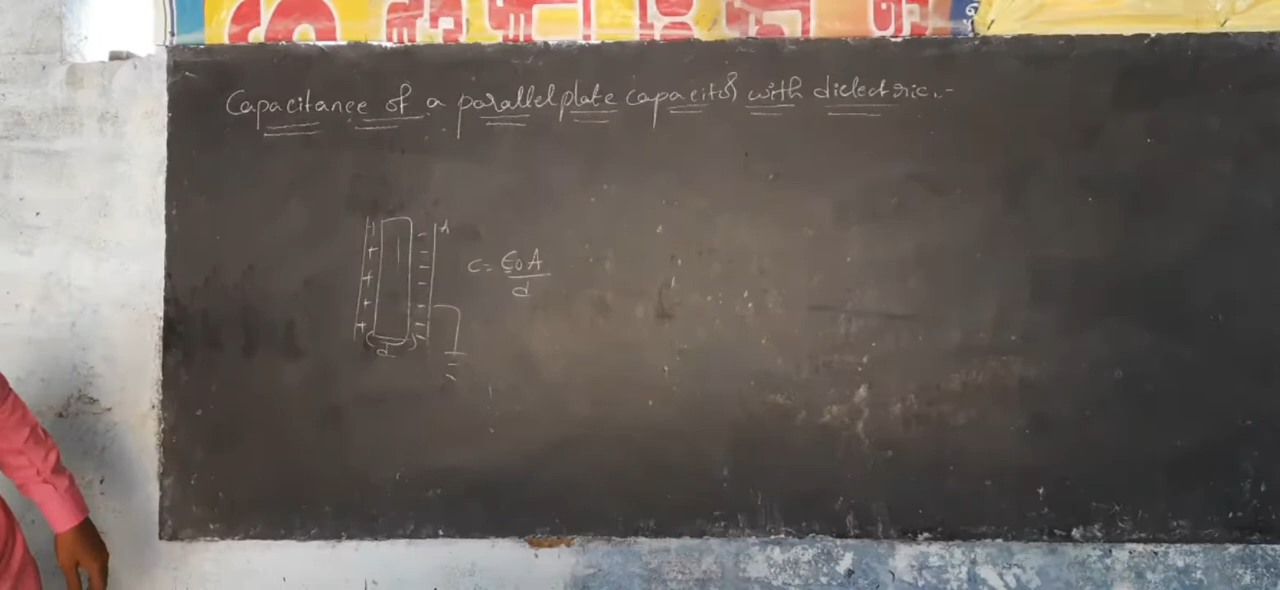 Capacitance of a parallel plate capacitor with dielectric.-
A
C = ε0A
d
d